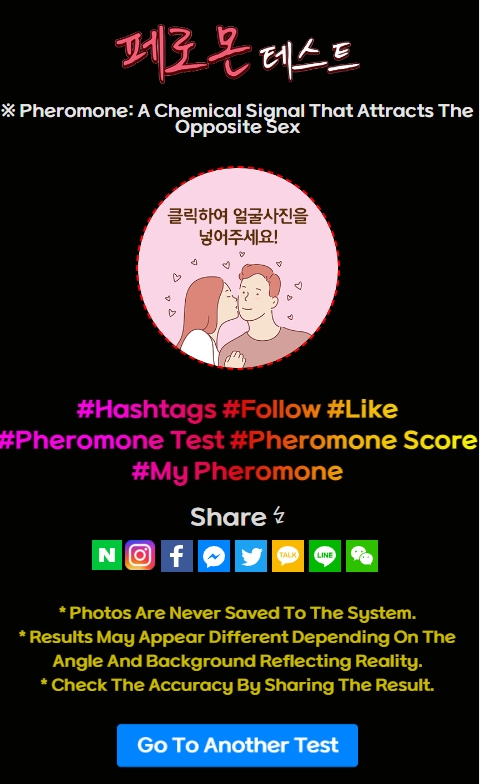 페로몬 테스트
※ Pheromone: A Chemical Signal That Attracts The
Opposite Sex
클릭하여 얼굴사진을
넣어주세요!
#Hashtags #Follow #Like
#Pheromone Test #Pheromone Score
#My Pheromone
Share
N
f
TALK
LINE
* Photos Are Never Saved To The System.
* Results May Appear Different Depending On The
Angle And Background Reflecting Reality.
* Check The Accuracy By Sharing The Result.
Go To Another Test